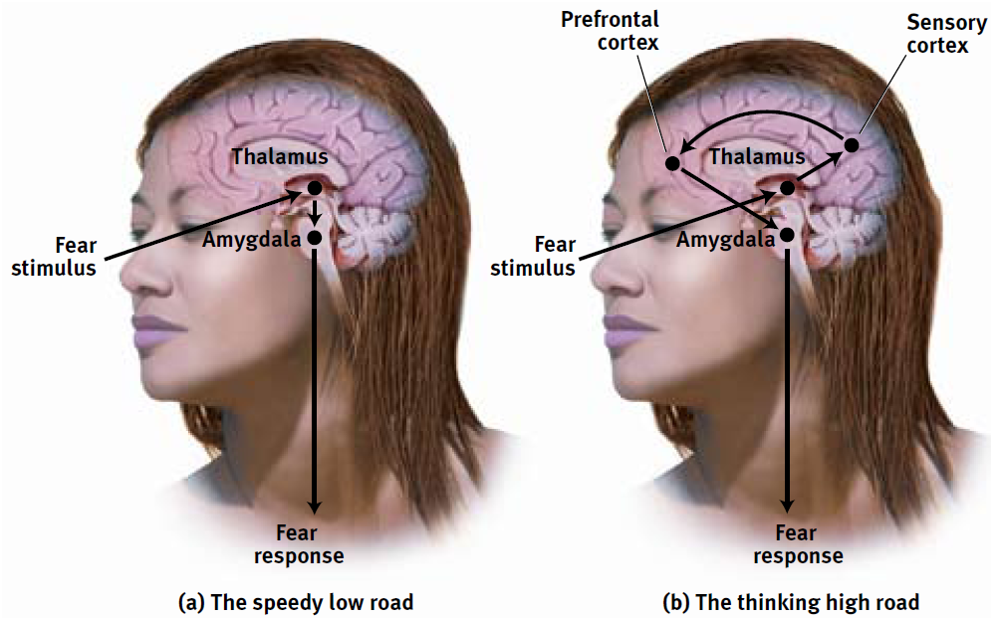 Thalamus
Fear
stimulus
Amygdala
Fear
response
(a) The speedy low road
Prefrontal
cortex
Sensory
cortex
Thalamus
Fear
stimulus
Amygdala
Fear
response
(b) The thinking high road